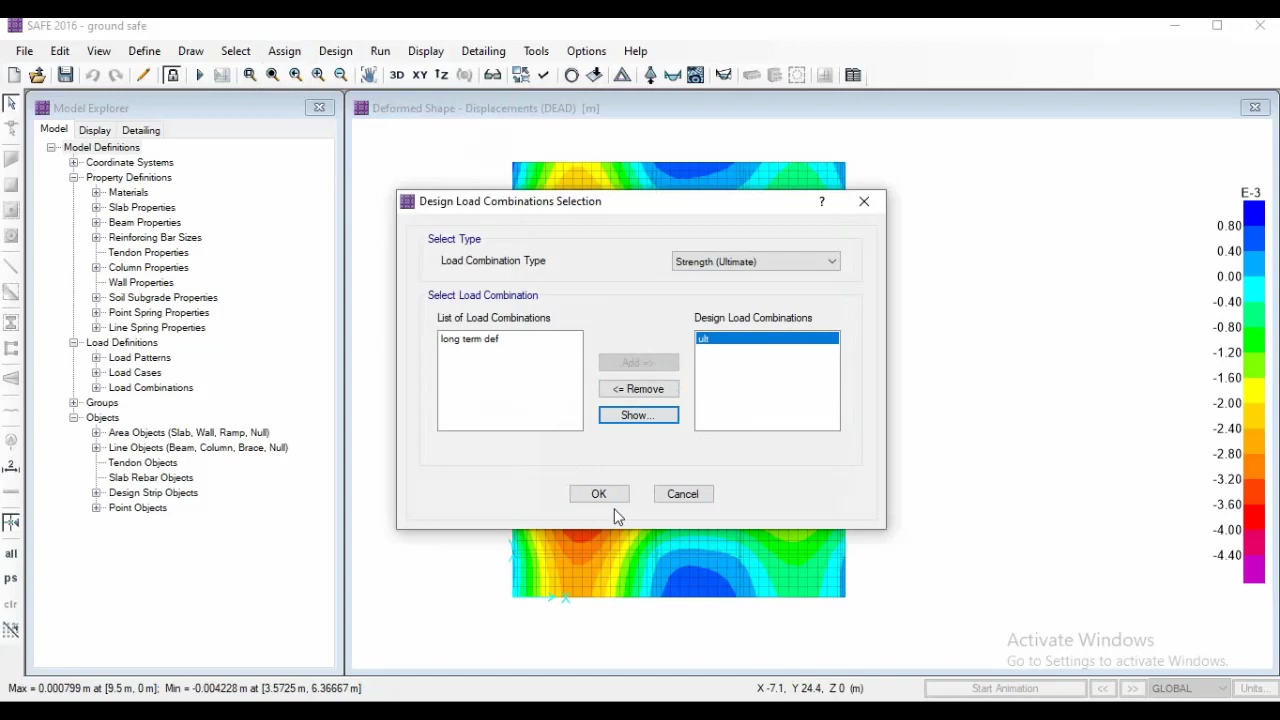 SAFE 2016 - ground safe
File Edit View Define Draw Select Assign Design Run Display Detailing Tools Options Help
3D XY
Model Explorer
Deformed Shape - Displacements (DEAD) [m]
Model Display Detailing
Model Definitions
Coordinate Systems
Property Definitions
Materials
Slab Properties
Beam Properties
Reinforcing Bar Sizes
Tendon Properties
Column Properties
Wall Properties
Soil Subgrade Properties
Point Spring Properties
Line Spring Properties
Load Definitions
Load Patterns
Load Cases
Load Combinations
Groups
Objects
Area Objects (Slab, Wall, Ramp, Null)
Line Objects (Beam, Column, Brace, Null)
Tendon Objects
Slab Rebar Objects
Design Strip Objects
Point Objects
all
ps
clr
Design Load Combinations Selection
?
Select Type
Load Combination Type
Strength (Ultimate)
Select Load Combination
List of Load Combinations
Design Load Combinations
long term def
ult
Add =>
<= Remove
Show...
OK
Cancel
X
E-3
0.80
0.40
0.00
-0.40
-0.80
-1.20
-1.60
-2.00
-2.40
-2.80
-3.20
-3.60
-4.00
-4.40
Activate Windows
Go to Settings to activate Windows.
Max = 0.000799 m at [9.5 m, 0 m]; Min = -0.004228 m at [3.5725 m, 6.36667 m]
X -7.1, Y 24.4, Z 0 (m)
Start Animation
<< >>
GLOBAL
Units...